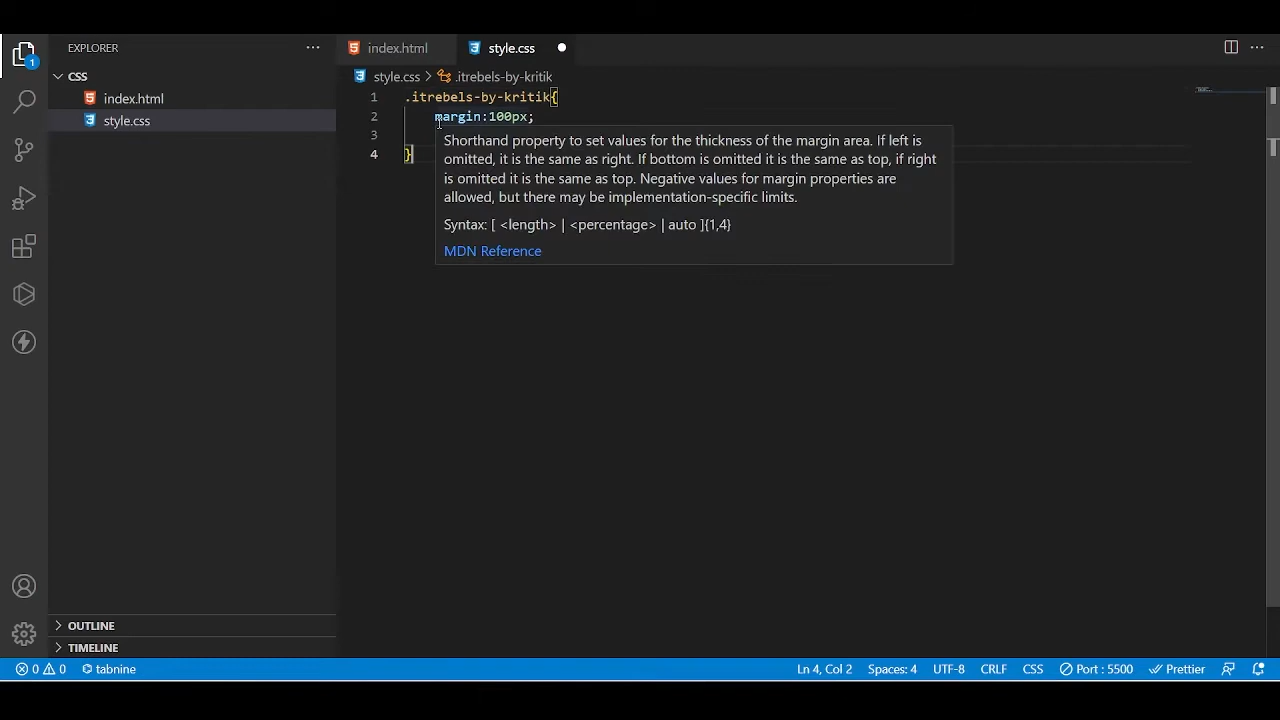 EXPLORER
index.html
style.css
CSS
style.css > .itrebels-by-kritik
index.html
1 .itrebels-by-kritik{
style.css
2 margin:100px;
3
4 }
Shorthand property to set values for the thickness of the margin area. If left is
omitted, it is the same as right. If bottom is omitted it is the same as top, if right
is omitted it is the same as top. Negative values for margin properties are
allowed, but there may be implementation-specific limits.
Syntax: [ <length> | <percentage> | auto ]{1,4}
MDN Reference
1
OUTLINE
TIMELINE
0 0 tabnine Ln 4, Col 2 Spaces: 4 UTF-8 CRLF CSS Port : 5500 Prettier